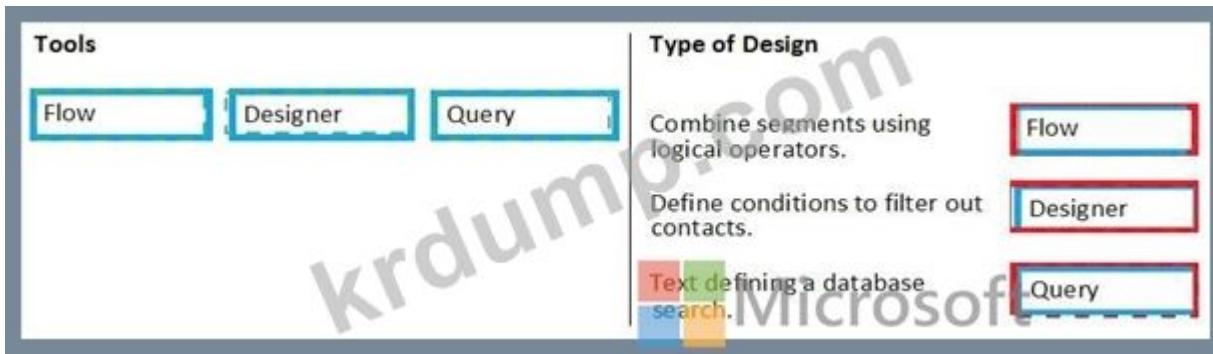 Tools
Flow
Designer
Query
Type of Design
Combine segments using
logical operators.
Flow
Define conditions to filter out
contacts.
Designer
Text defining a database
search.
Query
krdump.com
Microsoft